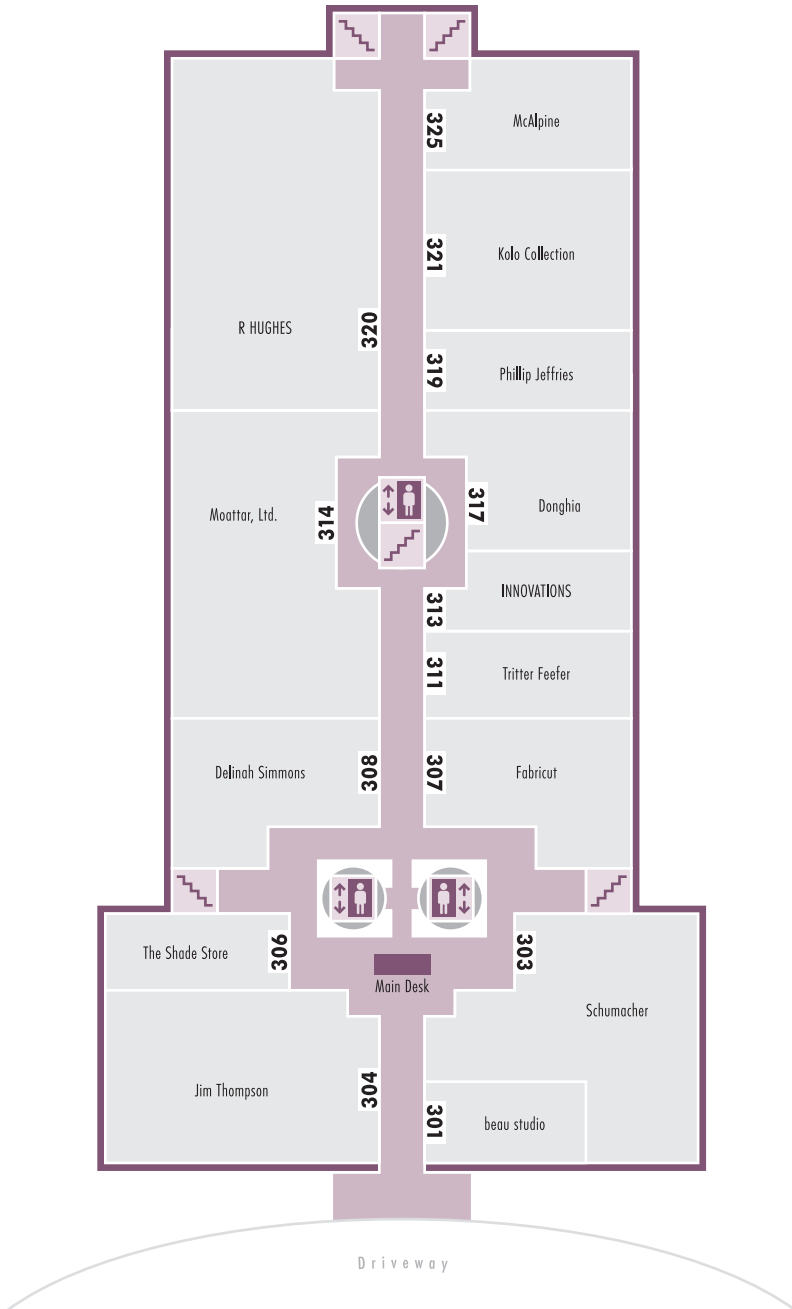 325
McAlpine
321
Kolo Collection
320
R HUGHES
319
Phillip Jeffries
314
Moattar, Ltd.
317
Donghia
313
INNOVATIONS
311
Tritter Feefer
308
Delinah Simmons
307
Fabricut
306
The Shade Store
303
Main Desk
Schumacher
304
Jim Thompson
301
beau studio
Driveway